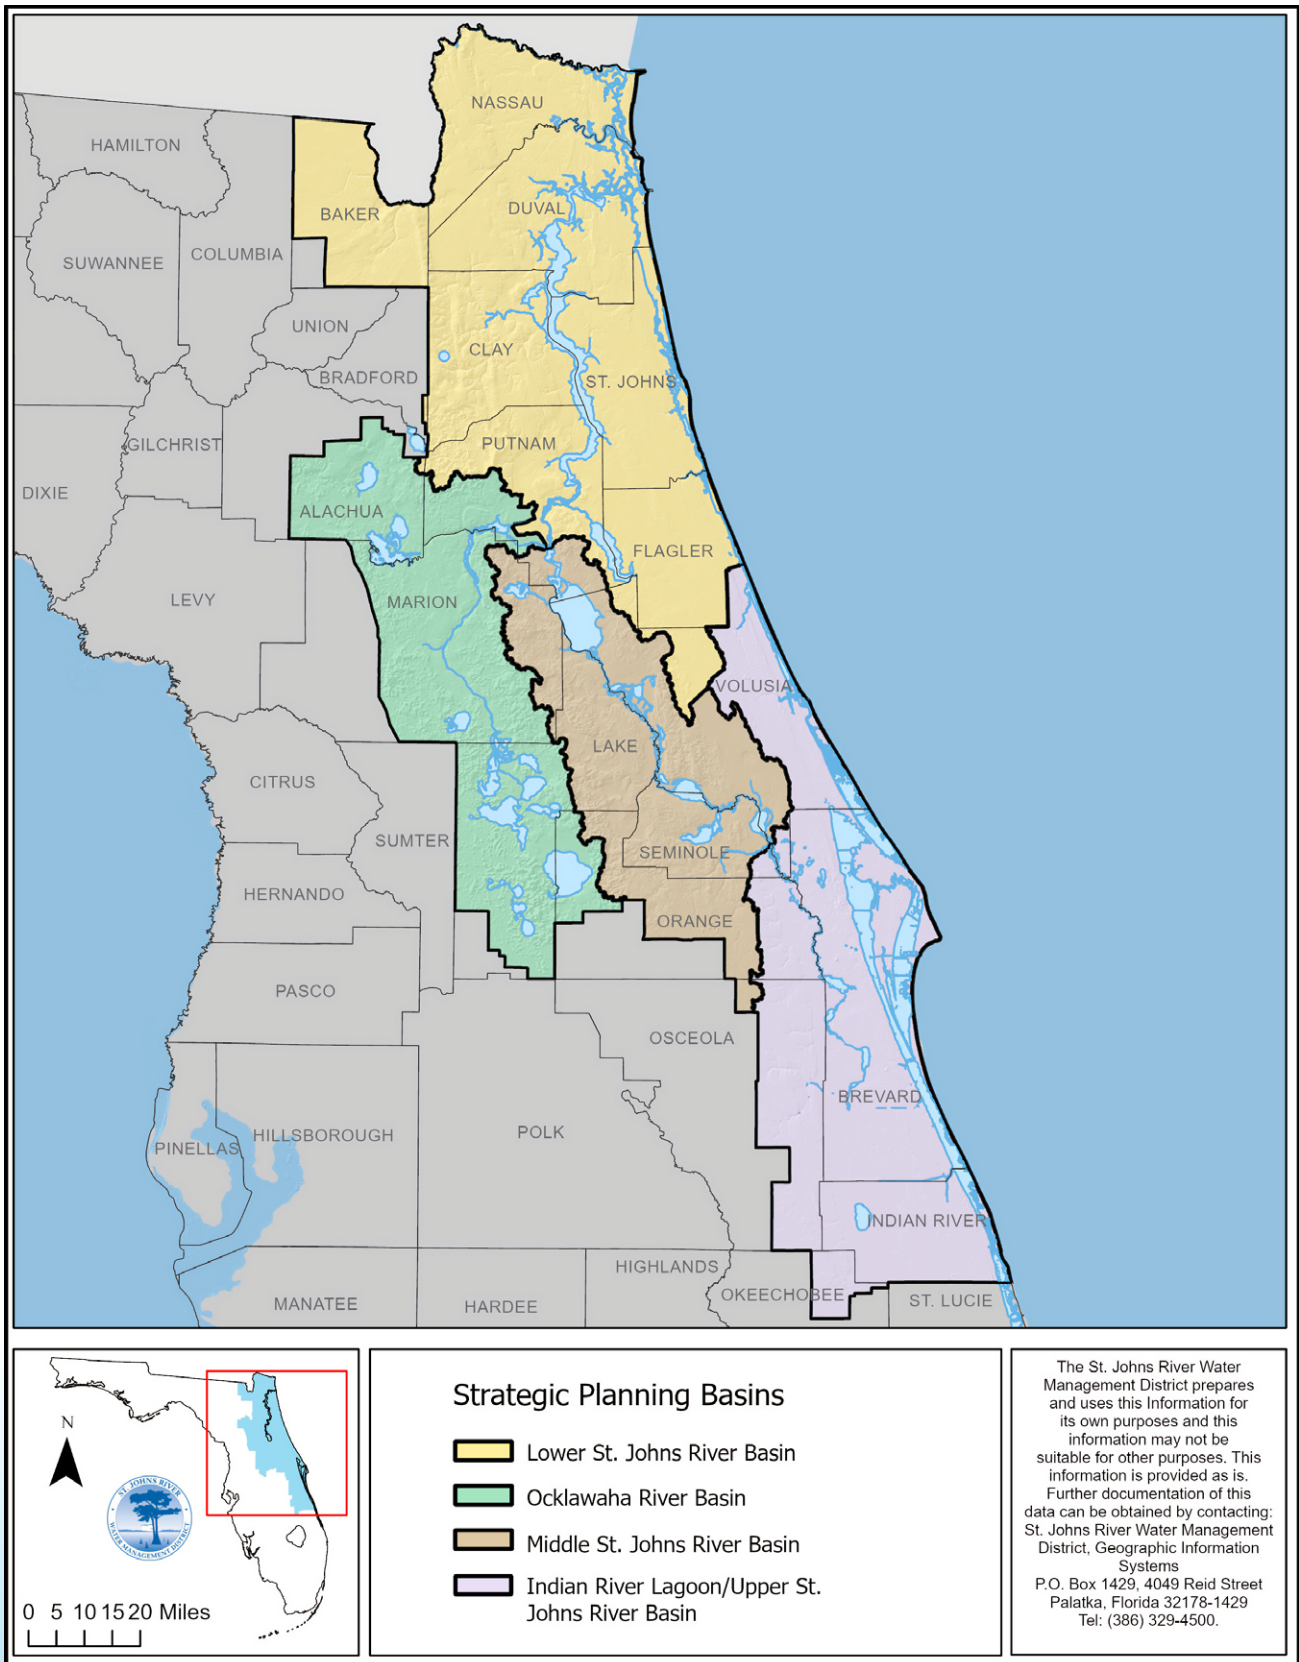 NASSAU
HAMILTON
BAKER
DUVAL
COLUMBIA
SUWANNEE
UNION
CLAY
BRADFORD
ST. JOHNS
PUTNAM
GILCHRIST
DIXIE
ALACHUA
FLAGLER
LEVY
MARION
VOLUSIA
LAKE
CITRUS
SUMTER
SEMINOLE
HERNANDO
ORANGE
PASCO
OSCEOLA
BREVARD
POLK
HILLSBOROUGH
PINELLAS
INDIAN RIVER
HIGHLANDS
OKEECHOBEE
ST. LUCIE
MANATEE
HARDEE
N
ST. JOHNS RIVER
WATER MANAGEMENT DISTRICT
0 5 10 15 20 Miles
Strategic Planning Basins
Lower St. Johns River Basin
Ocklawaha River Basin
Middle St. Johns River Basin
Indian River Lagoon/Upper St.
Johns River Basin
The St. Johns River Water
Management District prepares
and uses this Information for
its own purposes and this
information may not be
suitable for other purposes. This
information is provided as is.
Further documentation of this
data can be obtained by contacting:
St. Johns River Water Management
District, Geographic Information
Systems
P.O. Box 1429, 4049 Reid Street
Palatka, Florida 32178-1429
Tel: (386) 329-4500.